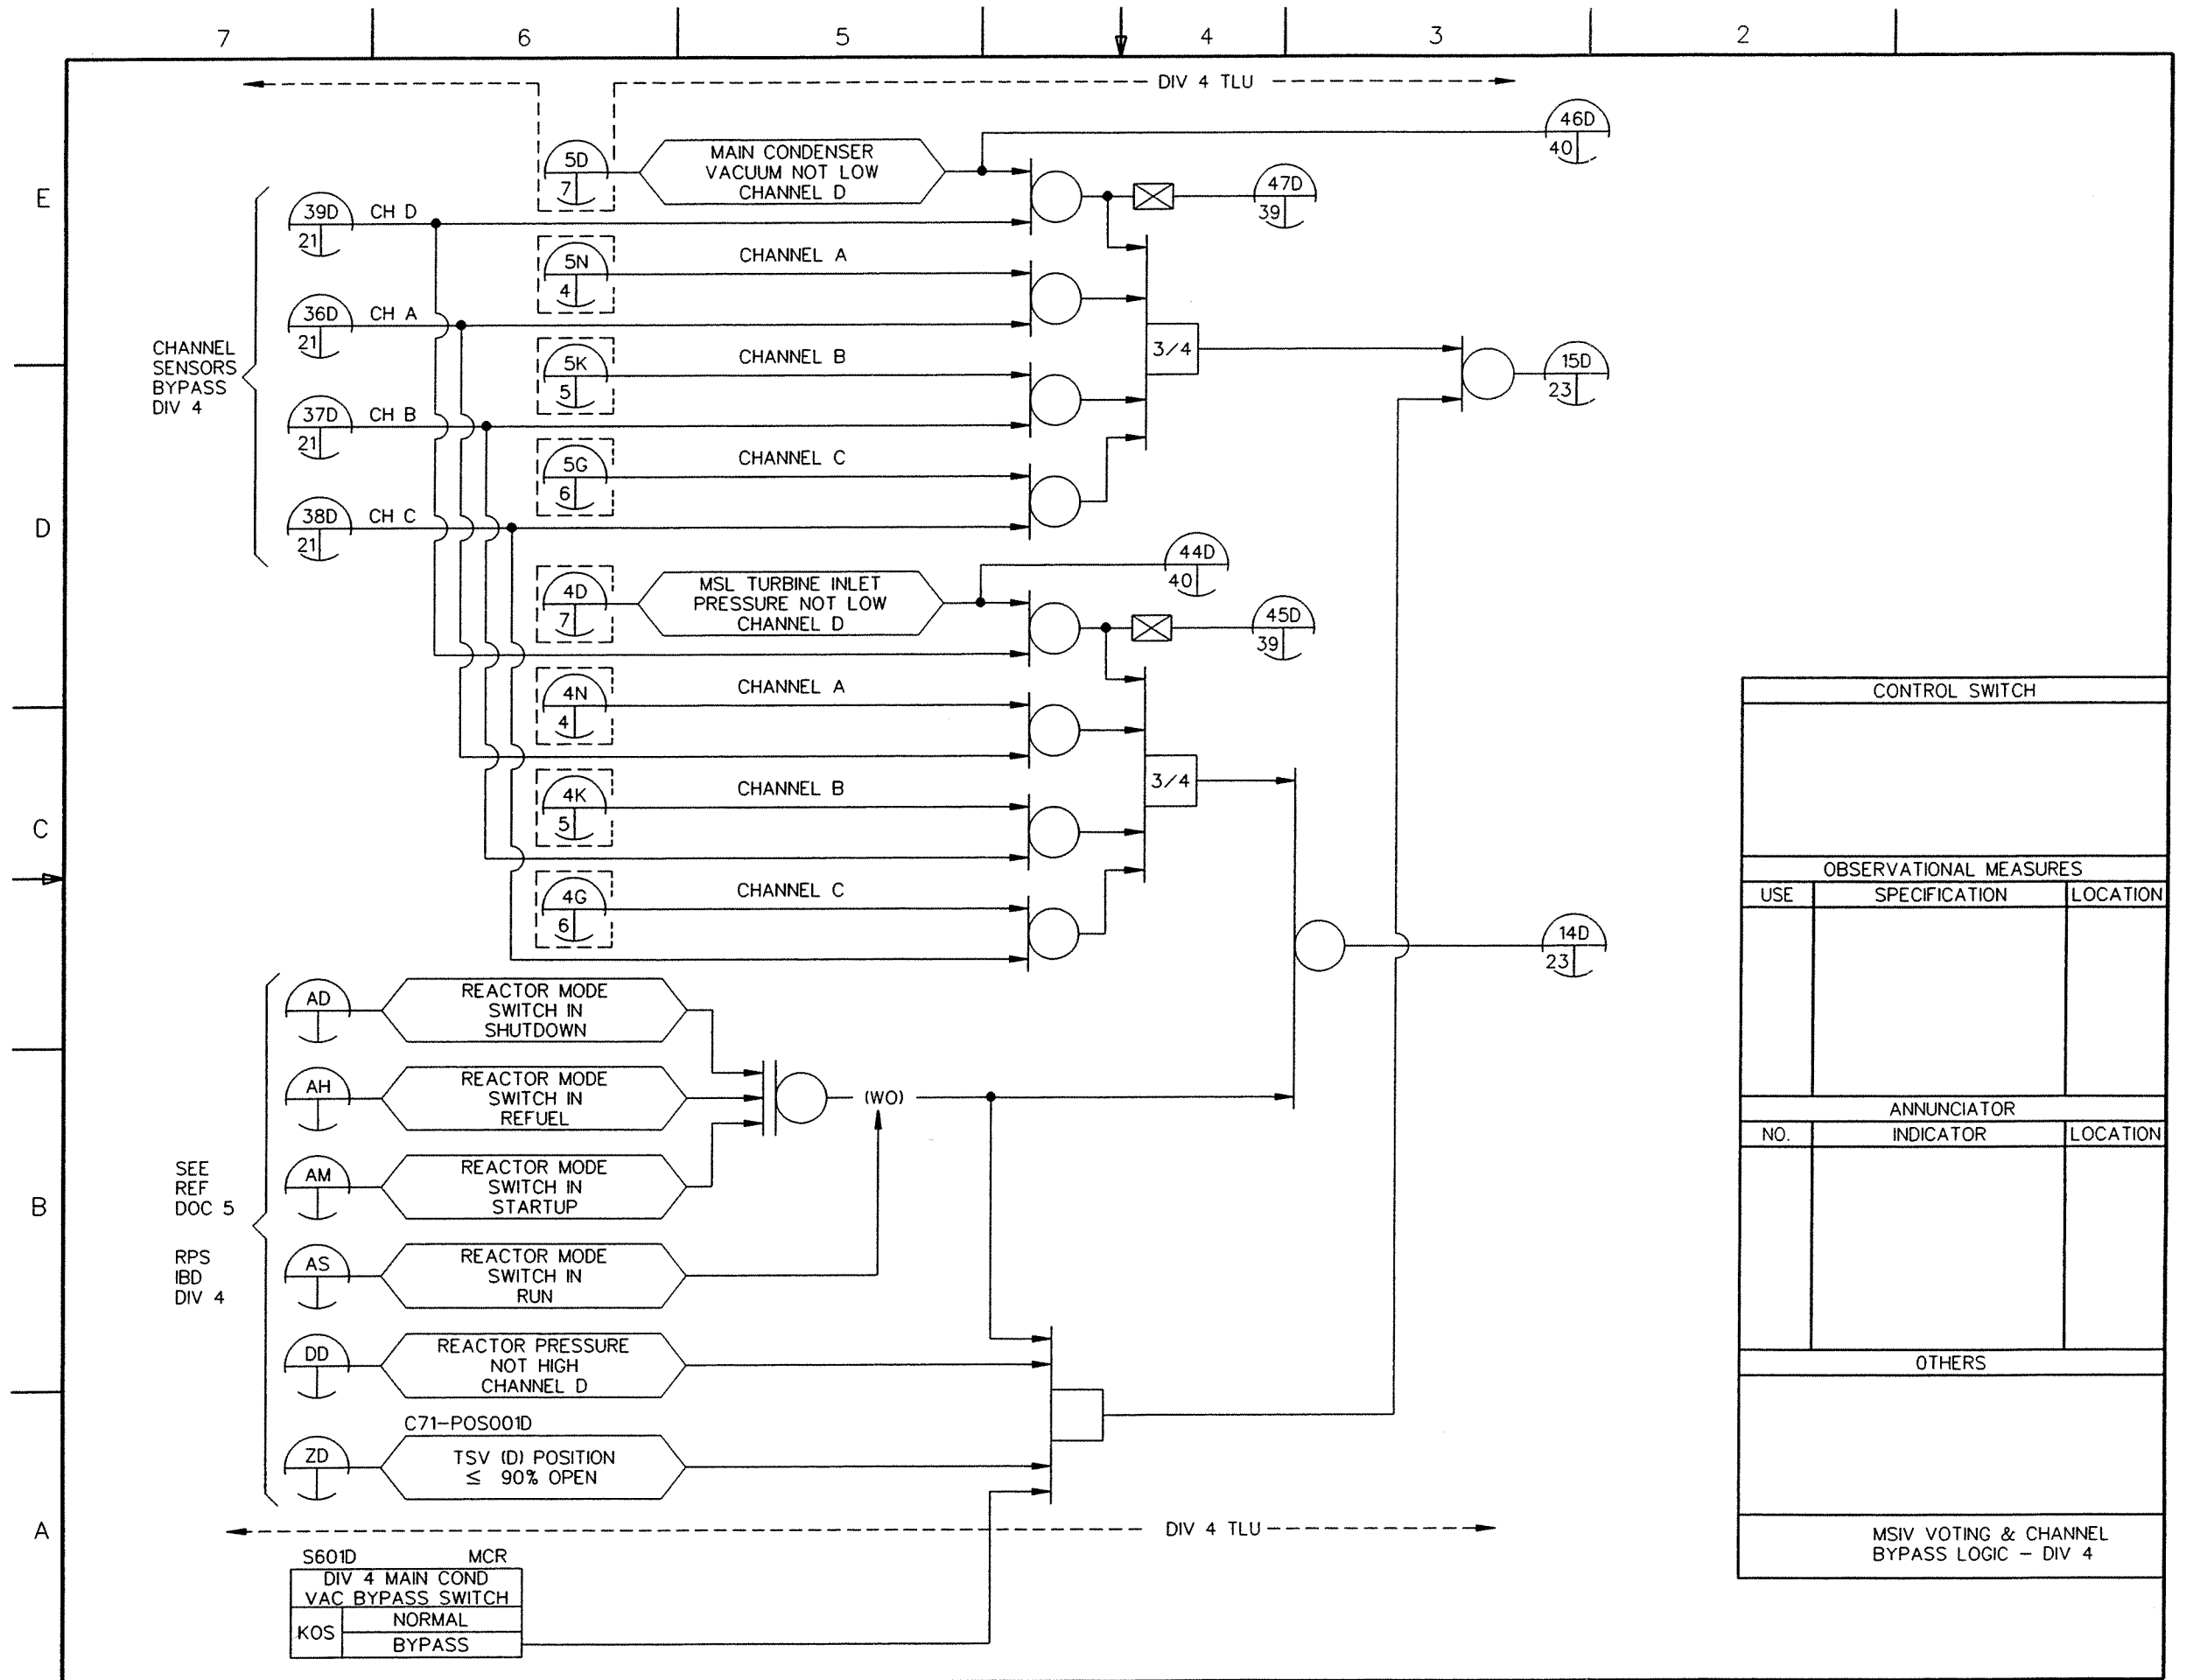 7 6 5 4 3 2
DIV 4 TLU
E
D
C
B
A
46D
40
5D
7
MAIN CONDENSER
VACUUM NOT LOW
CHANNEL D
47D
39
39D
21
CH D
5N
4
CHANNEL A
36D
21
CH A
CHANNEL
SENSORS
BYPASS
DIV 4
5K
5
CHANNEL B
3/4
15D
23
37D
21
CH B
5G
6
CHANNEL C
38D
21
CH C
44D
40
4D
7
MSL TURBINE INLET
PRESSURE NOT LOW
CHANNEL D
45D
39
4N
4
CHANNEL A
4K
5
CHANNEL B
3/4
4G
6
CHANNEL C
14D
23
AD
REACTOR MODE
SWITCH IN
SHUTDOWN
AH
REACTOR MODE
SWITCH IN
REFUEL
(WO)
AM
REACTOR MODE
SWITCH IN
STARTUP
SEE
REF
DOC 5
RPS
IBD
DIV 4
AS
REACTOR MODE
SWITCH IN
RUN
DD
REACTOR PRESSURE
NOT HIGH
CHANNEL D
C71-POS001D
ZD
TSV (D) POSITION
≤ 90% OPEN
DIV 4 TLU
S601D MCR
DIV 4 MAIN COND
VAC BYPASS SWITCH
KOS
NORMAL
BYPASS
CONTROL SWITCH
OBSERVATIONAL MEASURES
USE SPECIFICATION LOCATION
ANNUNCIATOR
NO. INDICATOR LOCATION
OTHERS
MSIV VOTING & CHANNEL
BYPASS LOGIC - DIV 4